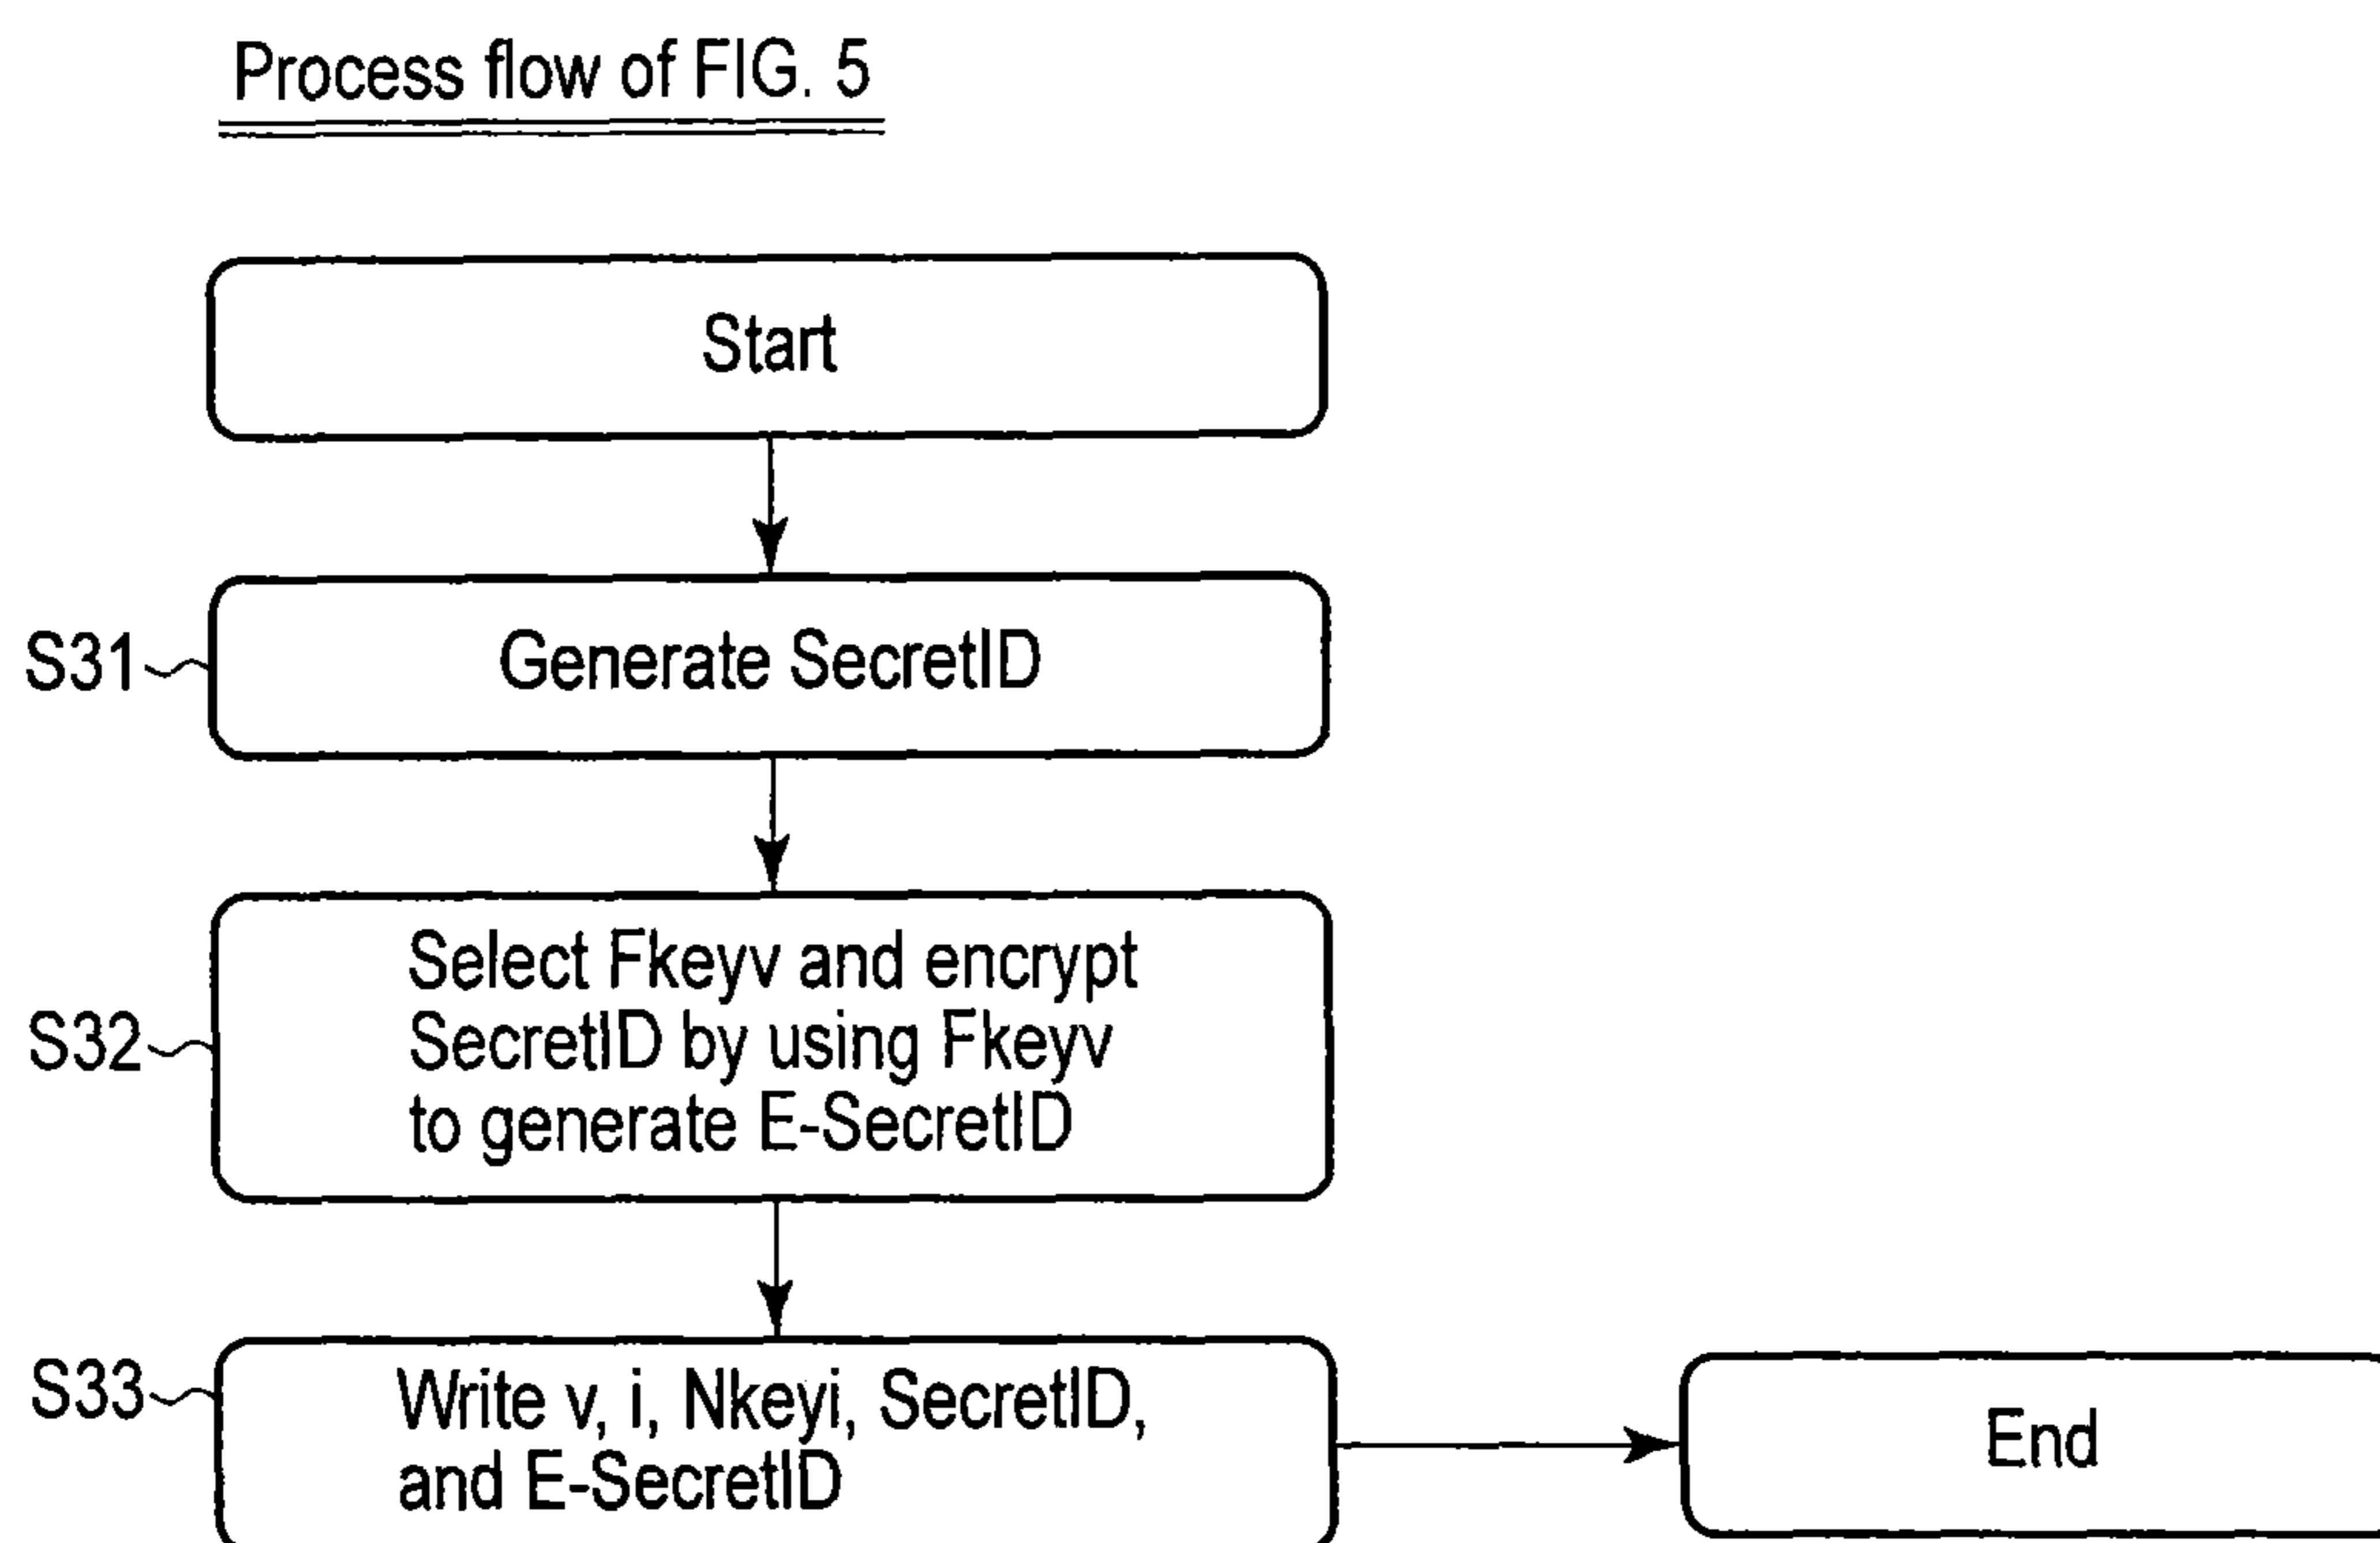 Process flow of FIG. 5
Start
S31
Generate SecretID
S32
Select Fkeyv and encrypt
SecretID by using Fkeyv
to generate E-SecretID
S33
Write v, i, Nkeyi, SecretID,
and E-SecretID
End